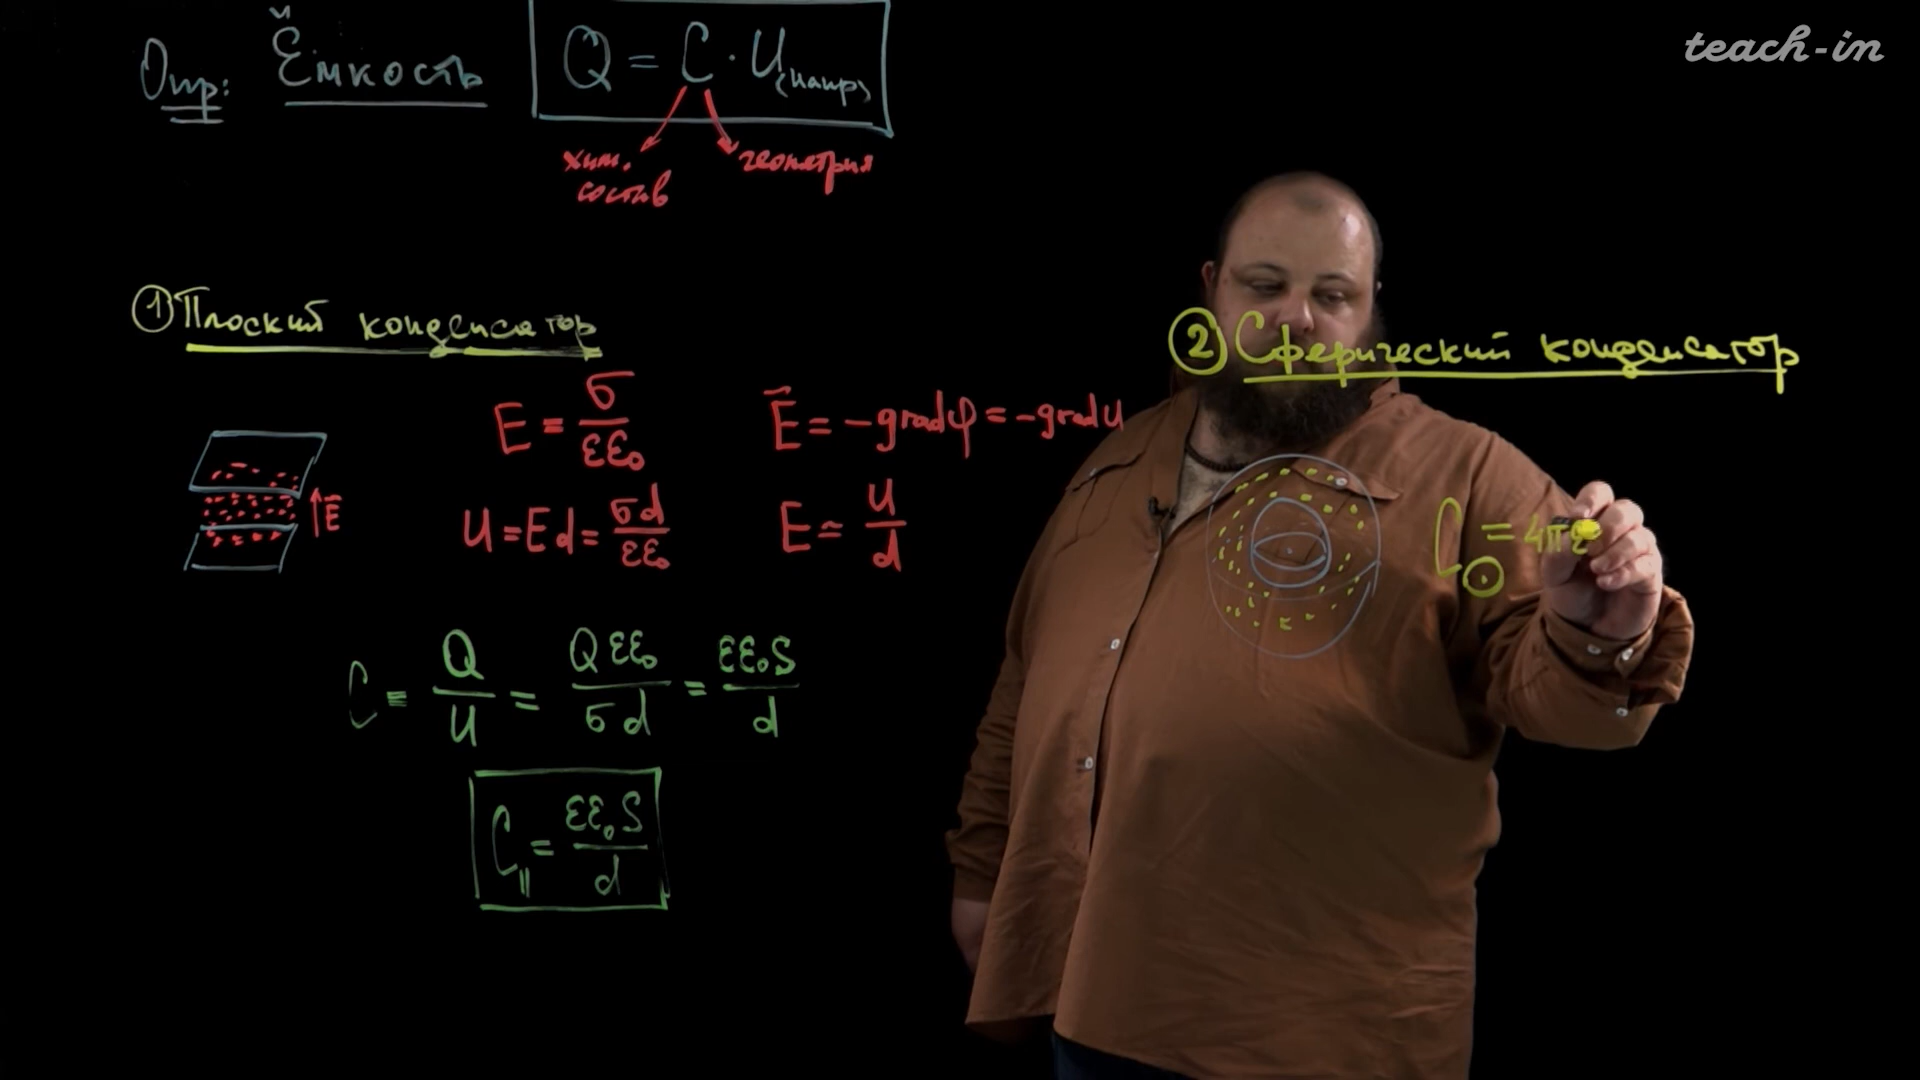 teach-in
Опр: Ёмкость Q = C · U(напр)
хим. состав
геометрия
① Плоский конденсатор
E = σ / εε₀
Ē = -gradφ = -gradU
Ē
U = Ed = σd / εε₀
E = U / d
C ≡ Q / U = Qεε₀ / σd = εε₀S / d
C|| = εε₀S / d
② Сферический конденсатор
C⊙ = 4πε